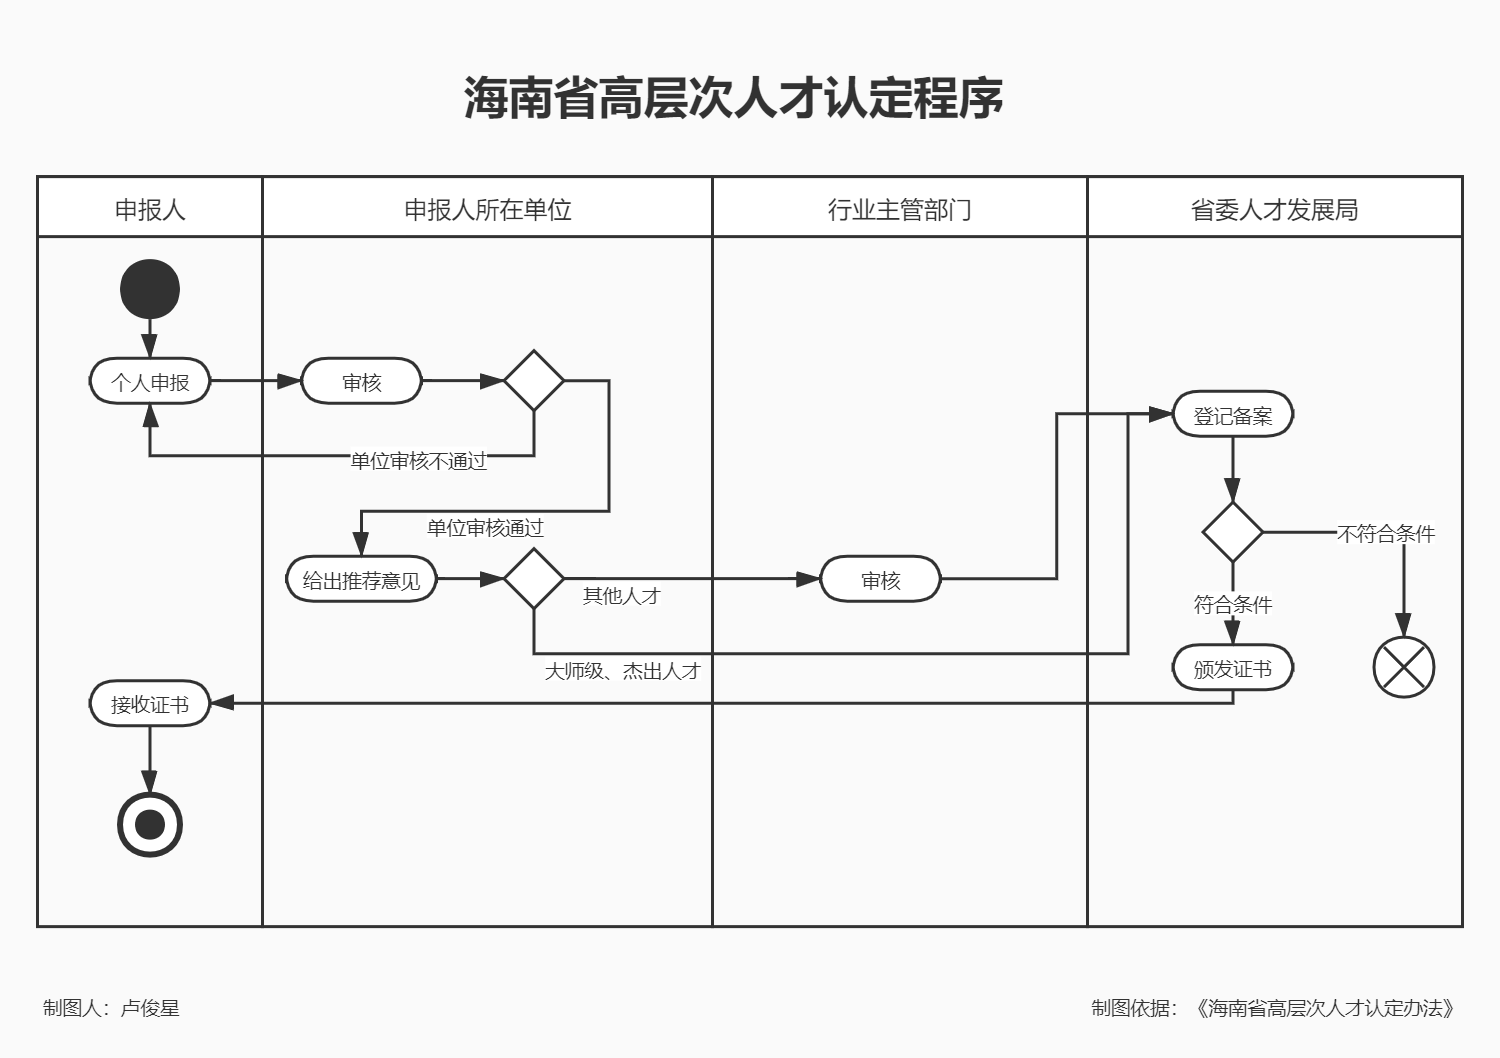 海南省高层次人才认定程序
申报人
申报人所在单位
行业主管部门
省委人才发展局
个人申报
审核
登记备案
单位审核不通过
单位审核通过
不符合条件
给出推荐意见
其他人才
审核
符合条件
大师级、杰出人才
颁发证书
接收证书
制图人：卢俊星
制图依据：《海南省高层次人才认定办法》